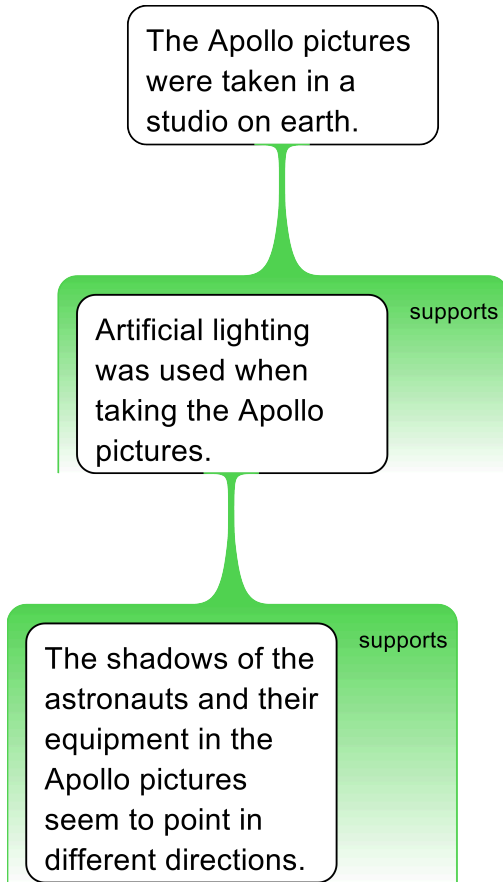 The Apollo pictures
were taken in a
studio on earth.
supports
Artificial lighting
was used when
taking the Apollo
pictures.
supports
The shadows of the
astronauts and their
equipment in the
Apollo pictures
seem to point in
different directions.